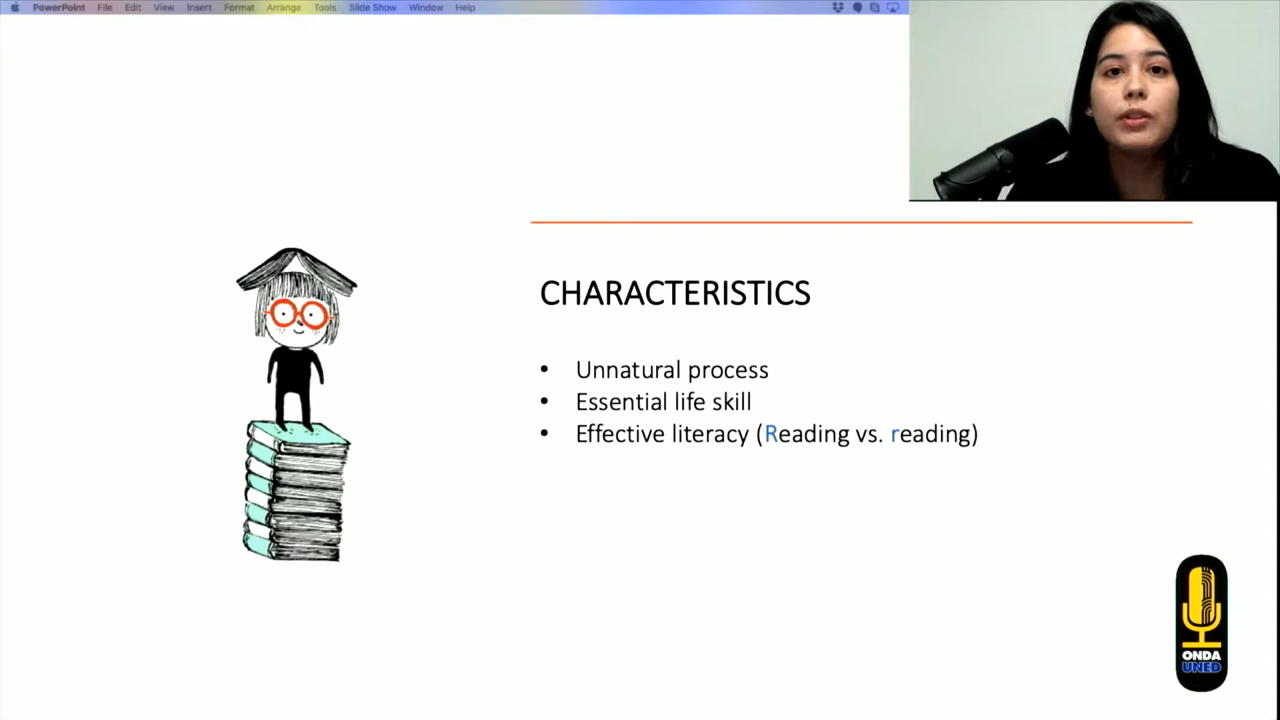 PowerPoint File Edit View Insert Format Arrange Tools Slide Show Window Help
CHARACTERISTICS
• Unnatural process
• Essential life skill
• Effective literacy (Reading vs. reading)
ONDA
UNED